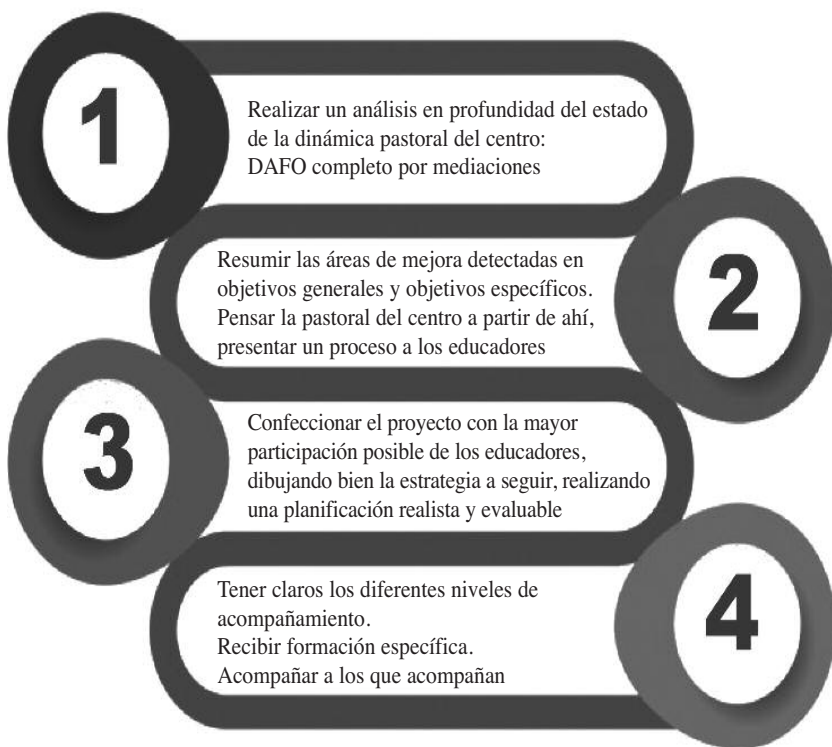 1
Realizar un análisis en profundidad del estado
de la dinámica pastoral del centro:
DAFO completo por mediaciones
2
Resumir las áreas de mejora detectadas en
objetivos generales y objetivos específicos.
Pensar la pastoral del centro a partir de ahí,
presentar un proceso a los educadores
3
Confeccionar el proyecto con la mayor
participación posible de los educadores,
dibujando bien la estrategia a seguir, realizando
una planificación realista y evaluable
4
Tener claros los diferentes niveles de
acompañamiento.
Recibir formación específica.
Acompañar a los que acompañan